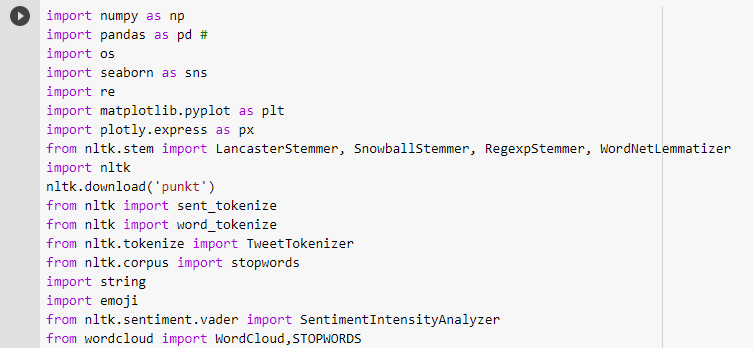 import numpy as np
import pandas as pd #
import os
import seaborn as sns
import re
import matplotlib.pyplot as plt
import plotly.express as px
from nltk.stem import LancasterStemmer, SnowballStemmer, RegexpStemmer, WordNetLemmatizer
import nltk
nltk.download('punkt')
from nltk import sent_tokenize
from nltk import word_tokenize
from nltk.tokenize import TweetTokenizer
from nltk.corpus import stopwords
import string
import emoji
from nltk.sentiment.vader import SentimentIntensityAnalyzer
from wordcloud import WordCloud,STOPWORDS